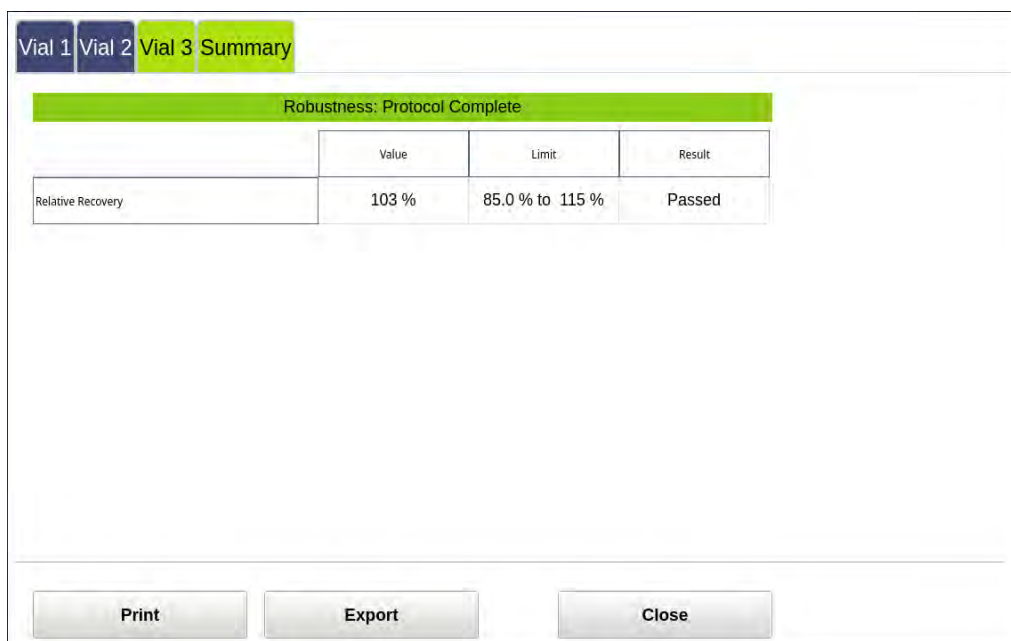 Vial 1 Vial 2 Vial 3 Summary
Robustness: Protocol Complete
Value Limit Result
Relative Recovery 103 % 85.0 % to 115 % Passed
Print Export Close